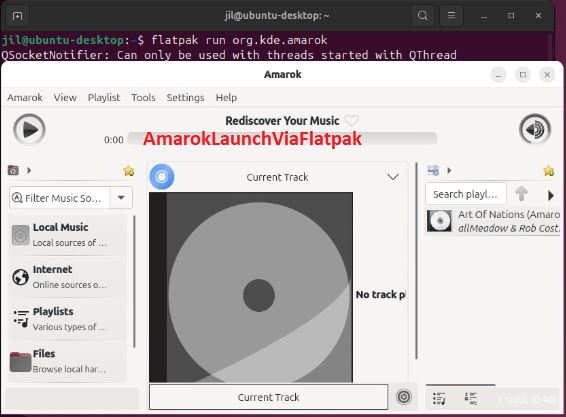 jil@ubuntu-desktop: ~
jil@ubuntu-desktop:~$ flatpak run org.kde.amarok
QSocketNotifier: Can only be used with threads started with QThread
Amarok
Amarok View Playlist Tools Settings Help
Rediscover Your Music
0:00
AmarokLaunchViaFlatpak
Filter Music So...
Local Music
Local sources of ...
Internet
Online sources o...
Playlists
Various types of ...
Files
Browse local har...
Current Track
No track pl
Current Track
Search playl...
Art Of Nations (Amaro
allMeadow & Rob Cost.
1 track (0:40)